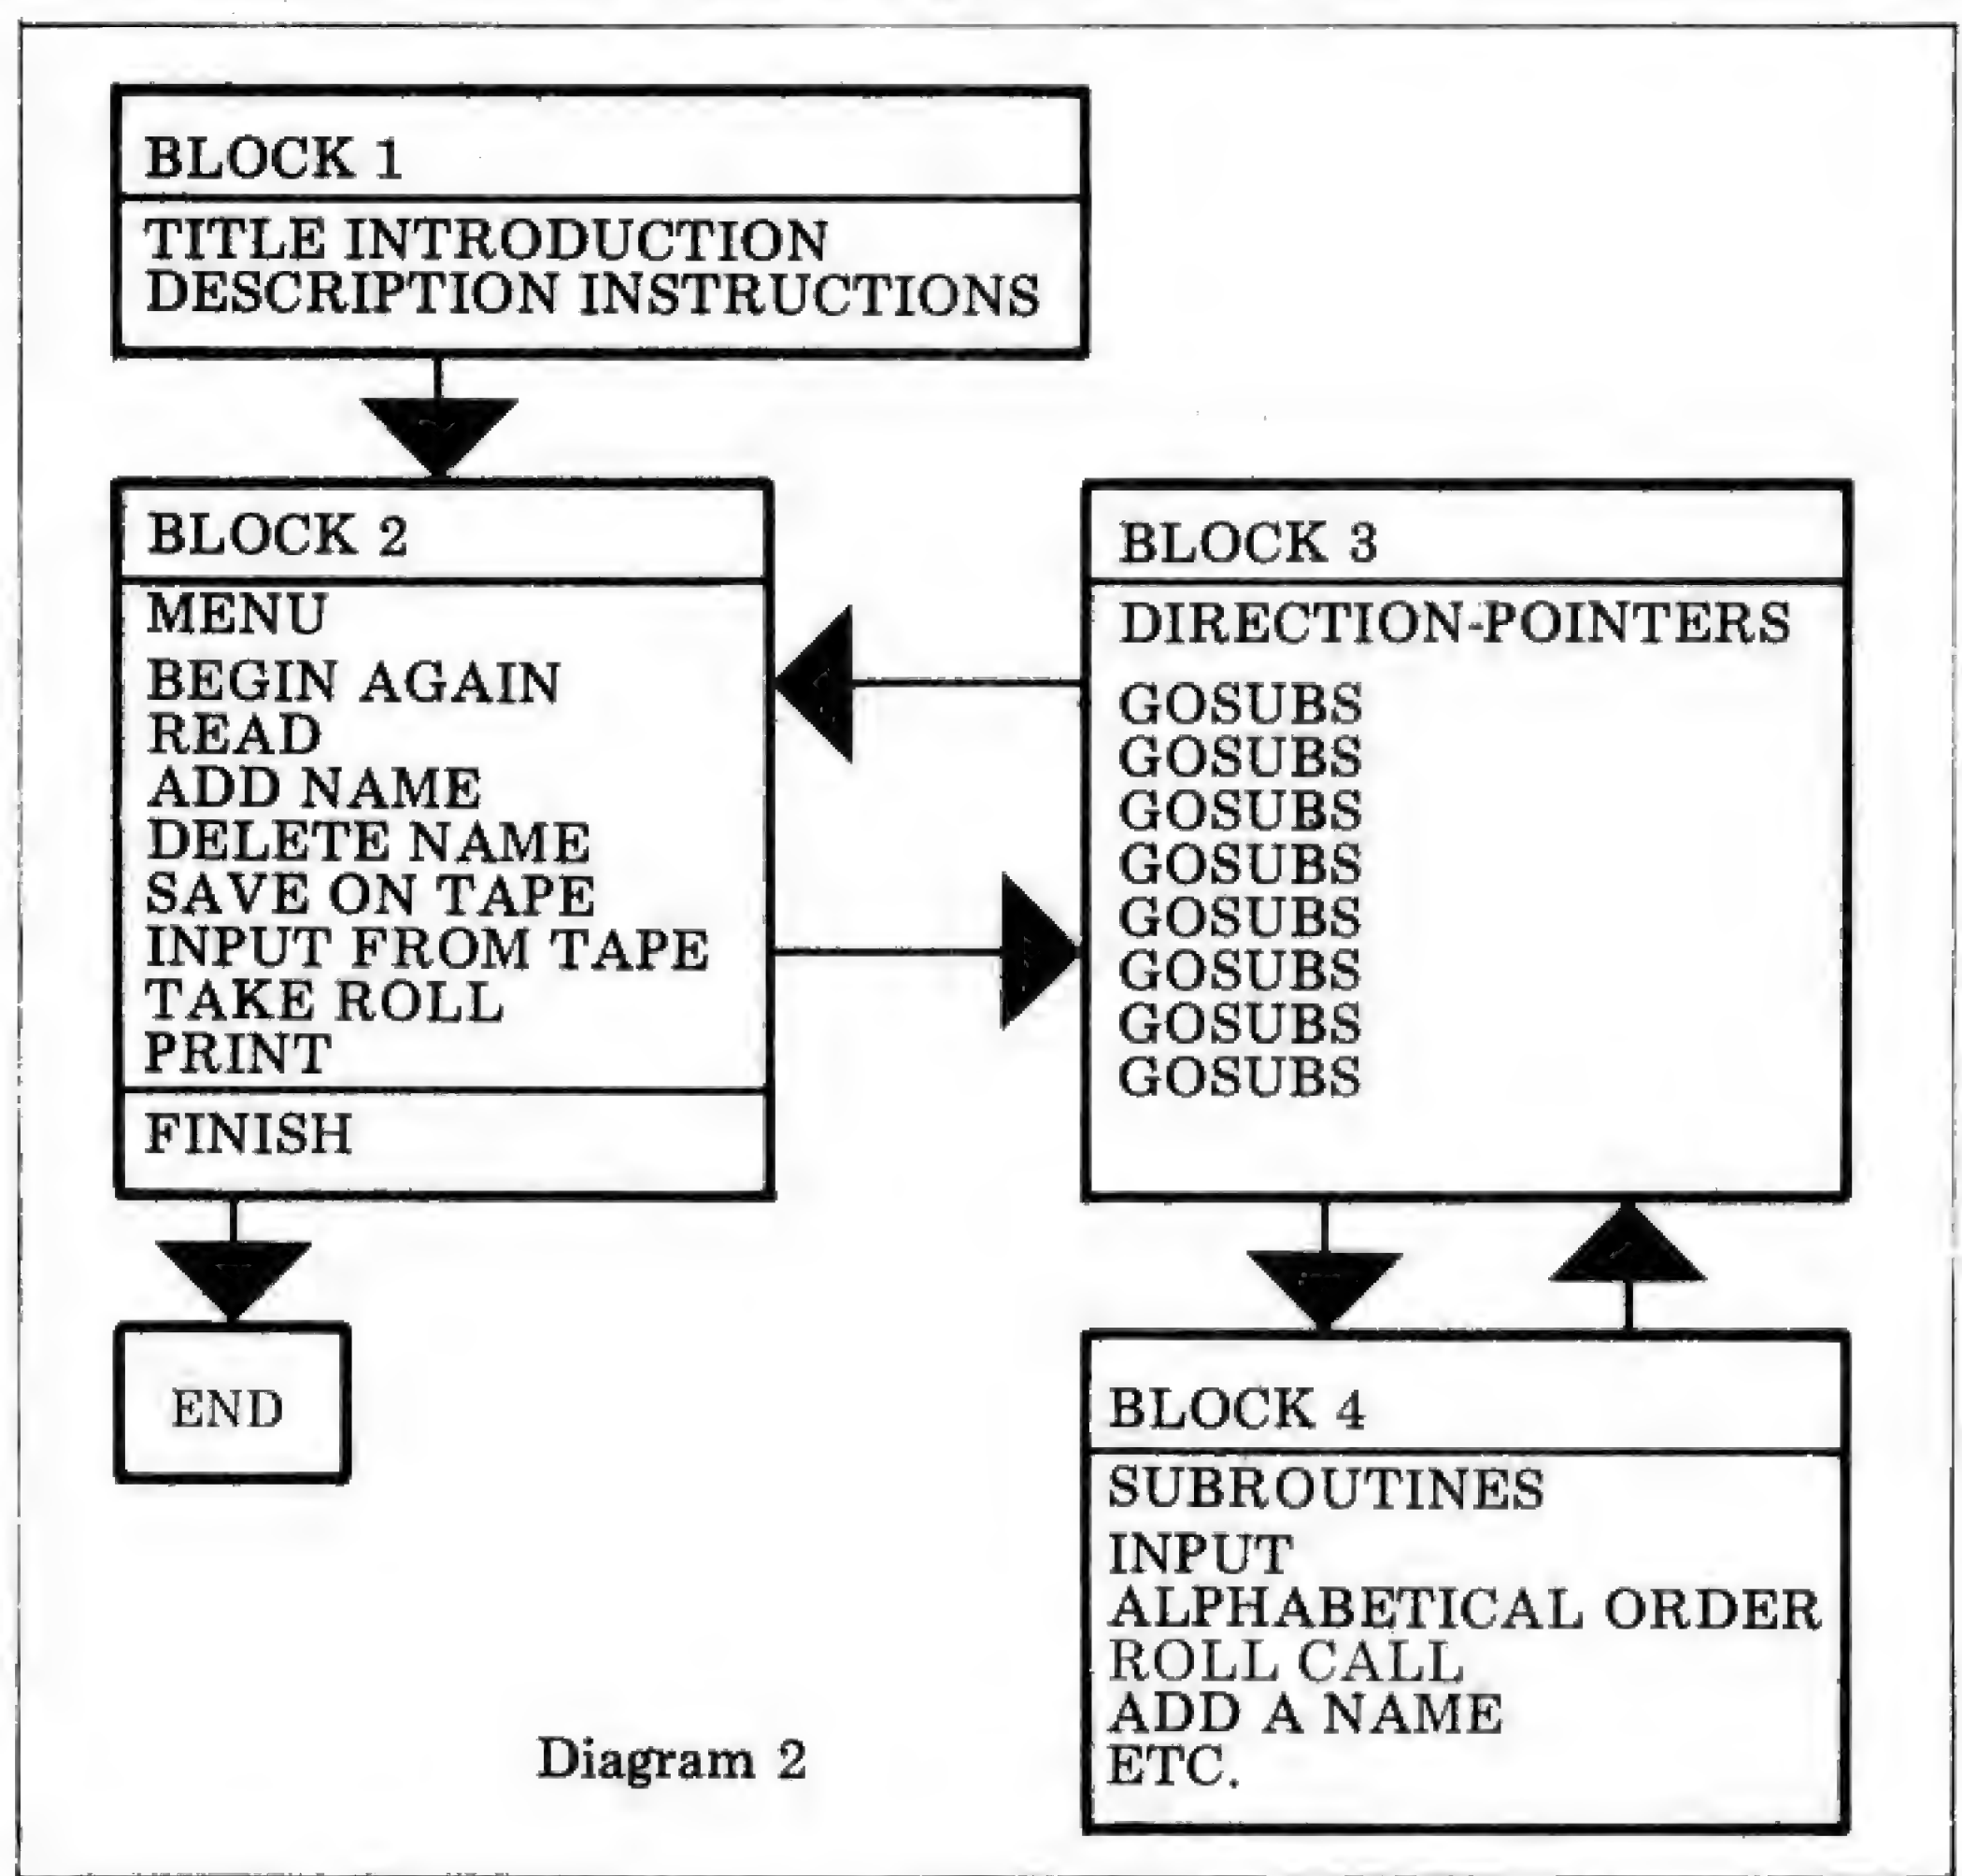 BLOCK 1
TITLE INTRODUCTION
DESCRIPTION INSTRUCTIONS
BLOCK 2
MENU
BEGIN AGAIN
READ
ADD NAME
DELETE NAME
SAVE ON TAPE
INPUT FROM TAPE
TAKE ROLL
PRINT
FINISH
END
BLOCK 3
DIRECTION-POINTERS
GOSUBS
GOSUBS
GOSUBS
GOSUBS
GOSUBS
GOSUBS
GOSUBS
GOSUBS
BLOCK 4
SUBROUTINES
INPUT
ALPHABETICAL ORDER
ROLL CALL
ADD A NAME
ETC.
Diagram 2